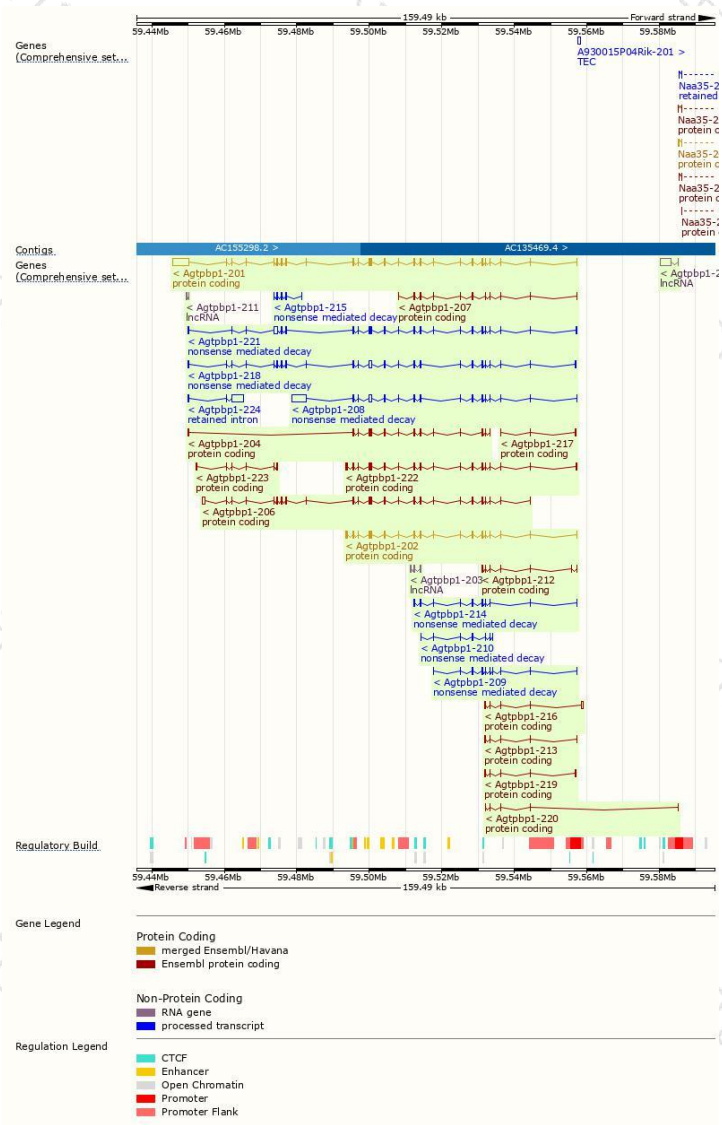 159.49 kb
Forward strand
59.44Mb 59.46Mb 59.48Mb 59.50Mb 59.52Mb 59.54Mb 59.56Mb 59.58Mb
Genes
(Comprehensive set...
A930015P04Rik-201 >
TEC
Naa35-2
retained
Naa35-2
protein c
Naa35-2
protein c
Naa35-2
protein c
Naa35-2
protein
Contigs
AC155298.2 > AC135469.4 >
Genes
(Comprehensive set...
< Agtpbp1-201
protein coding
< Agtpbp1-2
lncRNA
< Agtpbp1-211
lncRNA
< Agtpbp1-215
nonsense mediated decay
< Agtpbp1-207
protein coding
< Agtpbp1-221
nonsense mediated decay
< Agtpbp1-218
nonsense mediated decay
< Agtpbp1-224
retained intron
< Agtpbp1-208
nonsense mediated decay
< Agtpbp1-204
protein coding
< Agtpbp1-217
protein coding
< Agtpbp1-223
protein coding
< Agtpbp1-222
protein coding
< Agtpbp1-206
protein coding
< Agtpbp1-202
protein coding
< Agtpbp1-203
lncRNA
< Agtpbp1-212
protein coding
< Agtpbp1-214
nonsense mediated decay
< Agtpbp1-210
nonsense mediated decay
< Agtpbp1-209
nonsense mediated decay
< Agtpbp1-216
protein coding
< Agtpbp1-213
protein coding
< Agtpbp1-219
protein coding
< Agtpbp1-220
protein coding
Regulatory Build
59.44Mb 59.46Mb 59.48Mb 59.50Mb 59.52Mb 59.54Mb 59.56Mb 59.58Mb
Reverse strand
159.49 kb
Gene Legend
Protein Coding
merged Ensembl/Havana
Ensembl protein coding
Non-Protein Coding
RNA gene
processed transcript
Regulation Legend
CTCF
Enhancer
Open Chromatin
Promoter
Promoter Flank